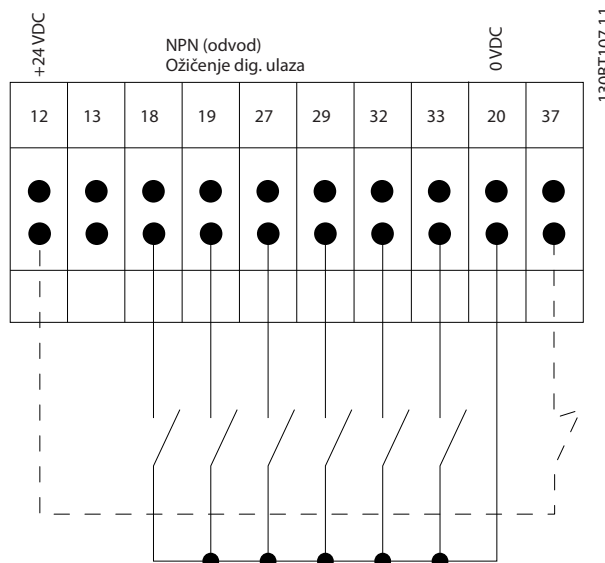 +24 VDC
NPN (odvod)
Ožičenje dig. ulaza
0 VDC
130BT107.11
12 13 18 19 27 29 32 33 20 37